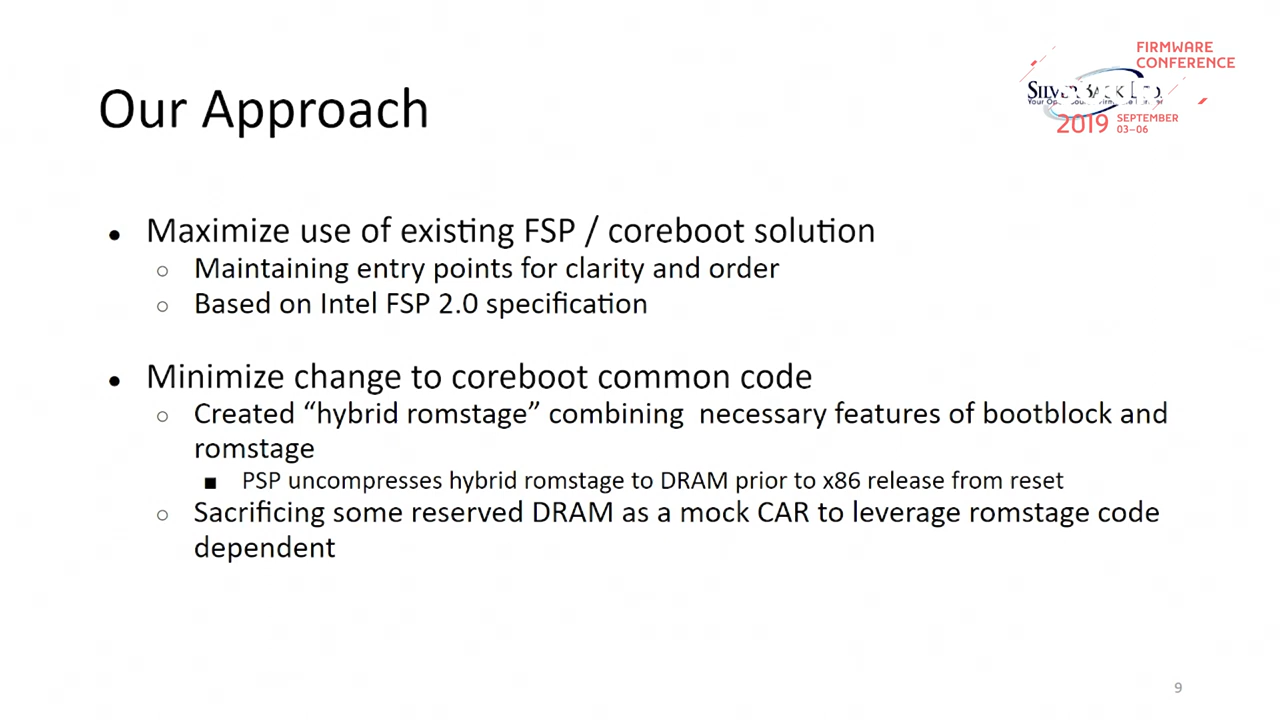 FIRMWARE
CONFERENCE
2019 SEPTEMBER
03–06
Our Approach
● Maximize use of existing FSP / coreboot solution
○ Maintaining entry points for clarity and order
○ Based on Intel FSP 2.0 specification
● Minimize change to coreboot common code
○ Created “hybrid romstage” combining  necessary features of bootblock and
romstage
■ PSP uncompresses hybrid romstage to DRAM prior to x86 release from reset
○ Sacrificing some reserved DRAM as a mock CAR to leverage romstage code
dependent
9